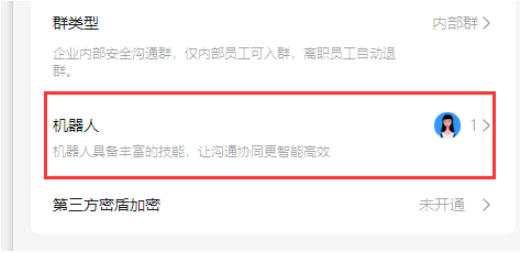 群类型 内部群
企业内部安全沟通群，仅内部员工可入群，离职员工自动退
群。
机器人 1
机器人具备丰富的技能，让沟通协同更智能高效
第三方密盾加密 未开通